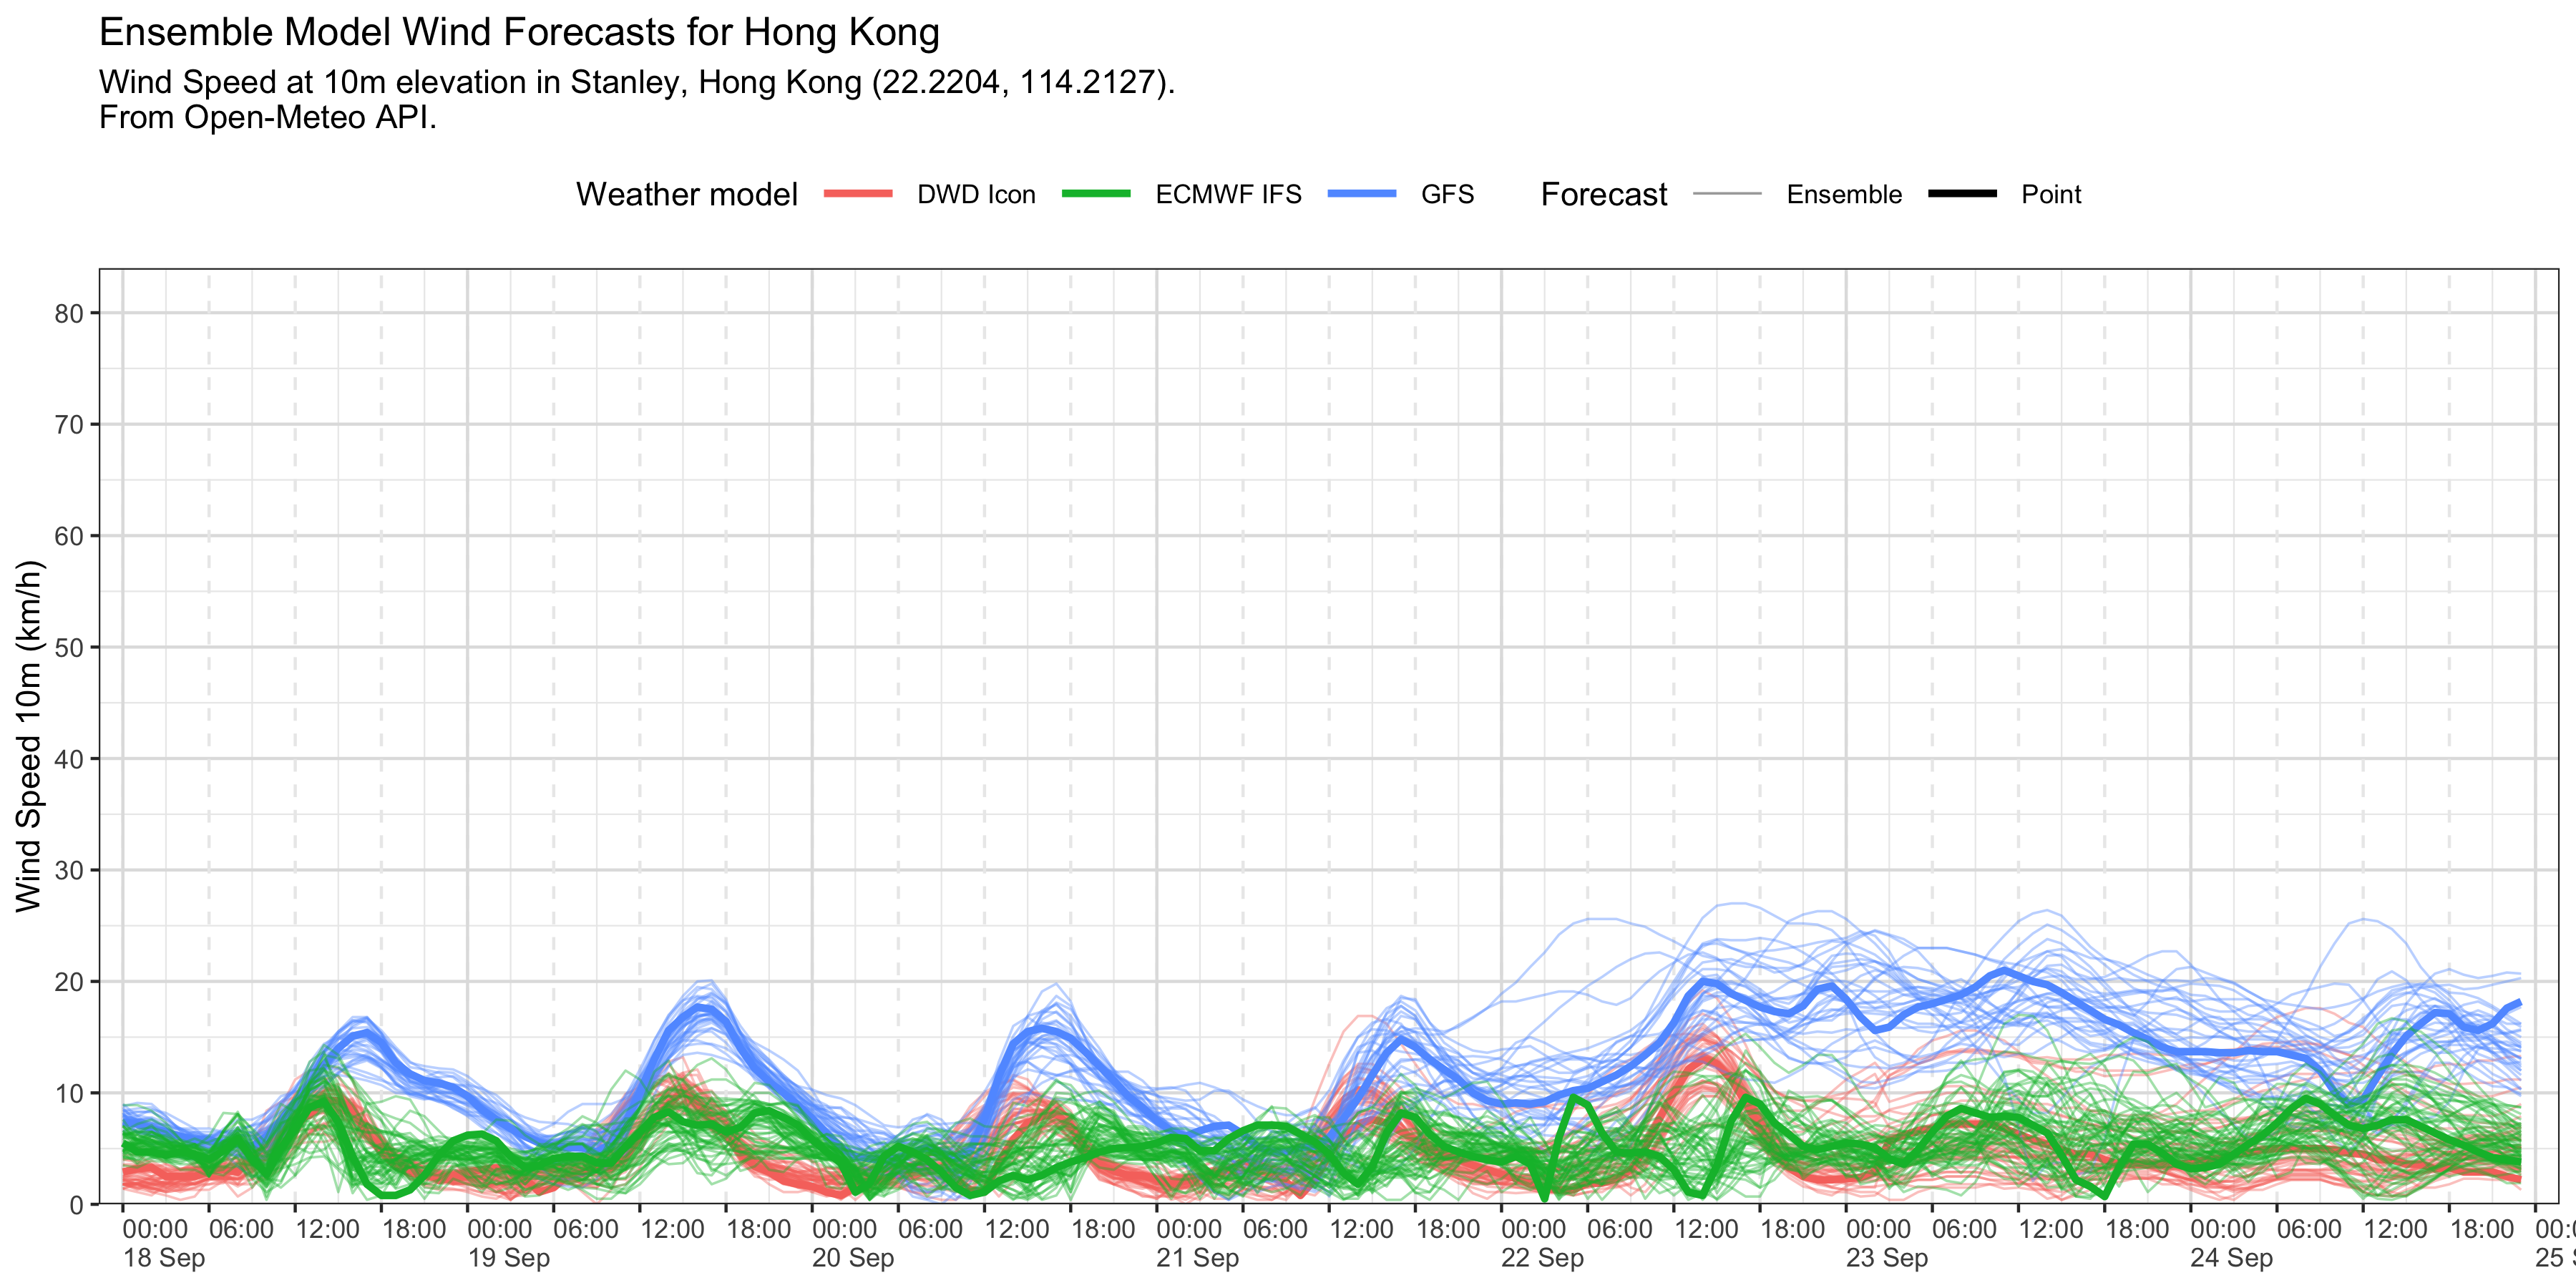 Ensemble Model Wind Forecasts for Hong Kong
Wind Speed at 10m elevation in Stanley, Hong Kong (22.2204, 114.2127).
From Open-Meteo API.
Weather model DWD Icon ECMWF IFS GFS Forecast Ensemble Point
Wind Speed 10m (km/h)
80
70
60
50
40
30
20
10
0
00:00 06:00 12:00 18:00 00:00 06:00 12:00 18:00 00:00 06:00 12:00 18:00 00:00 06:00 12:00 18:00 00:00 06:00 12:00 18:00 00:00 06:00 12:00 18:00 00:00 06:00 12:00 18:00
18 Sep 19 Sep 20 Sep 21 Sep 22 Sep 23 Sep 24 Sep 25